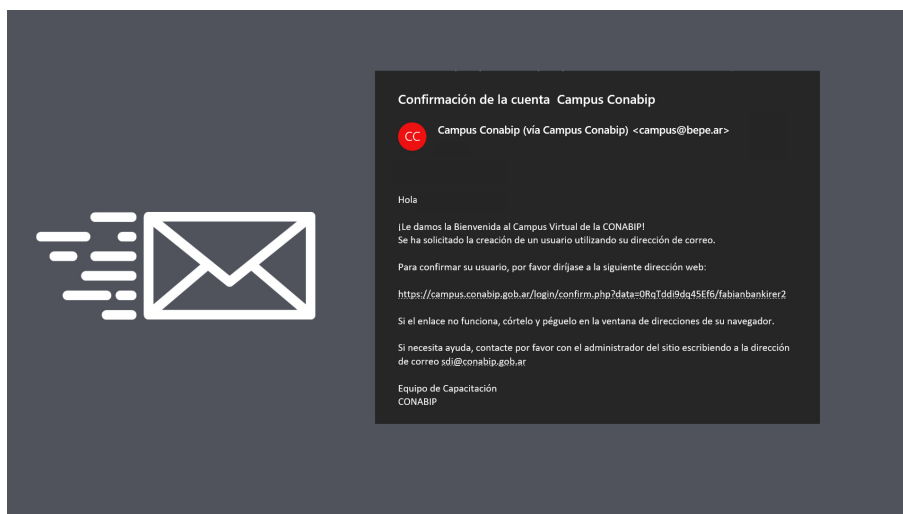 Confirmación de la cuenta Campus Conabip
CC
Campus Conabip (vía Campus Conabip) <campus@bepe.ar>
Hola
¡Le damos la Bienvenida al Campus Virtual de la CONABIP!
Se ha solicitado la creación de un usuario utilizando su dirección de correo.
Para confirmar su usuario, por favor diríjase a la siguiente dirección web:
https://campus.conabip.gob.ar/login/confirm.php?data=0RqTddi9dq45Ef6/fabianbankirer2
Si el enlace no funciona, córtelo y péguelo en la ventana de direcciones de su navegador.
Si necesita ayuda, contacte por favor con el administrador del sitio escribiendo a la dirección
de correo sdi@conabip.gob.ar
Equipo de Capacitación
CONABIP